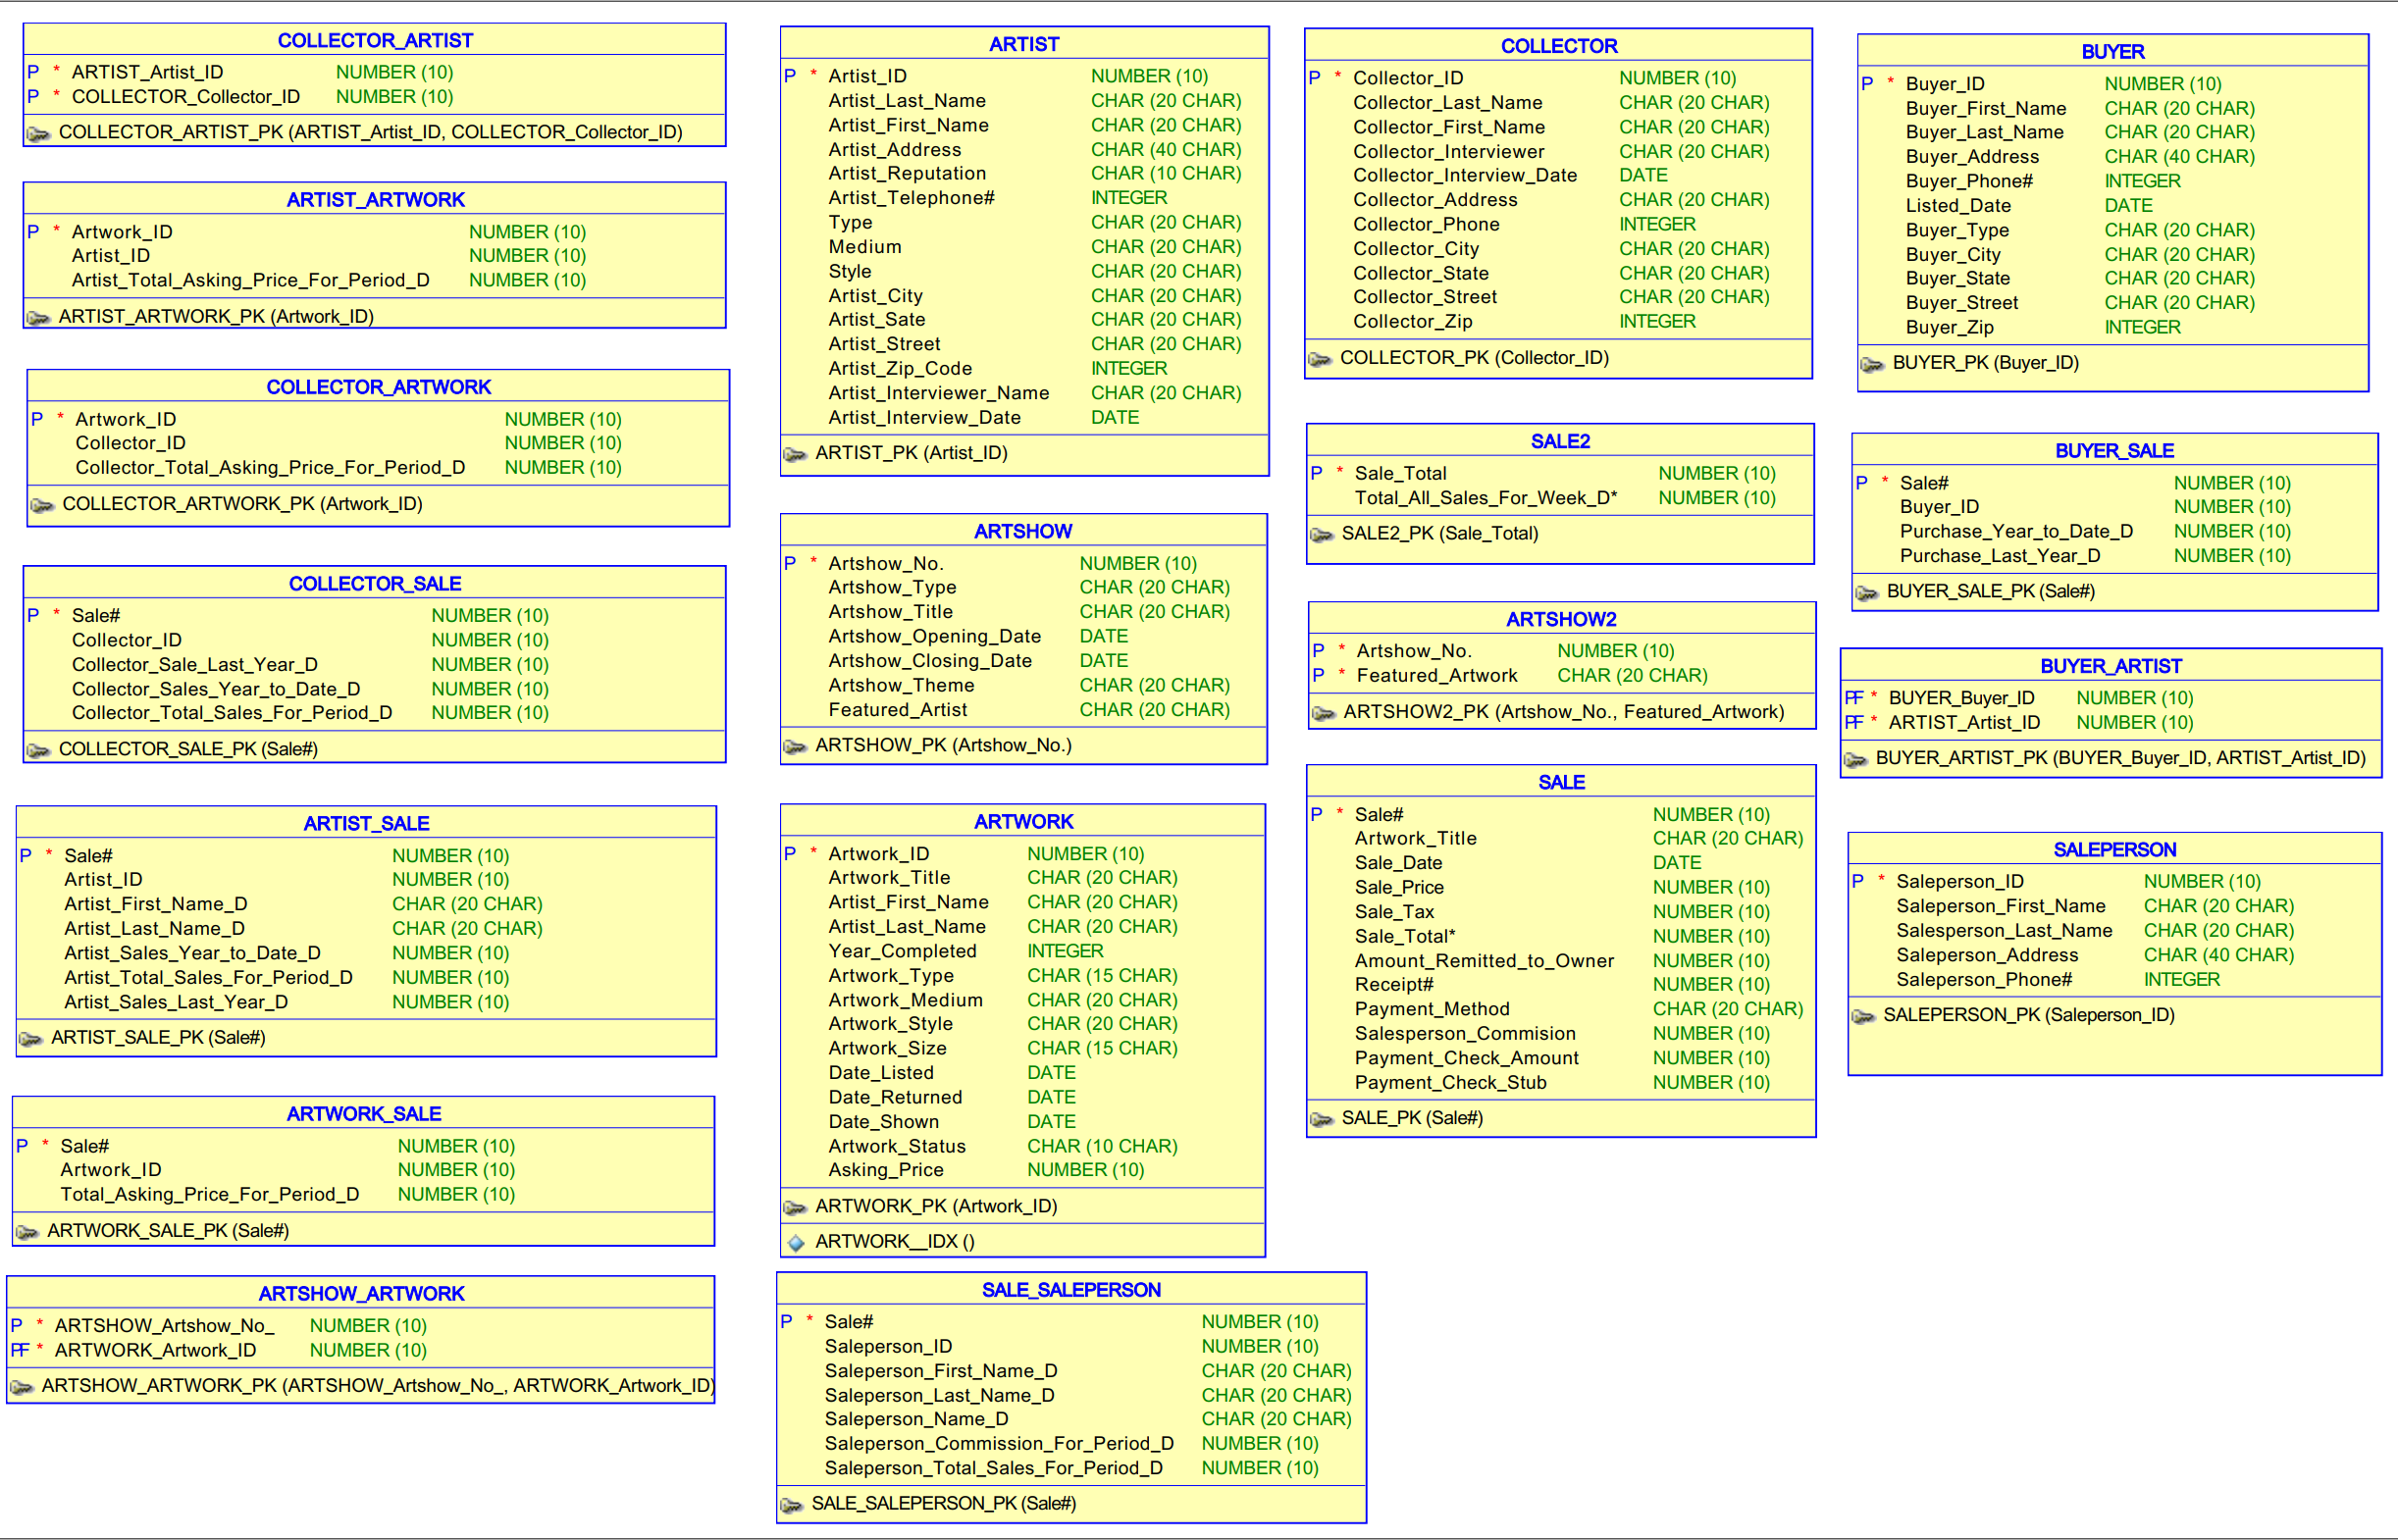 COLLECTOR_ARTIST
P * ARTIST_Artist_ID NUMBER (10)
P * COLLECTOR_Collector_ID NUMBER (10)
COLLECTOR_ARTIST_PK (ARTIST_Artist_ID, COLLECTOR_Collector_ID)
ARTIST_ARTWORK
P * Artwork_ID NUMBER (10)
Artist_ID NUMBER (10)
Artist_Total_Asking_Price_For_Period_D NUMBER (10)
ARTIST_ARTWORK_PK (Artwork_ID)
COLLECTOR_ARTWORK
P * Artwork_ID NUMBER (10)
Collector_ID NUMBER (10)
Collector_Total_Asking_Price_For_Period_D NUMBER (10)
COLLECTOR_ARTWORK_PK (Artwork_ID)
COLLECTOR_SALE
P * Sale# NUMBER (10)
Collector_ID NUMBER (10)
Collector_Sale_Last_Year_D NUMBER (10)
Collector_Sales_Year_to_Date_D NUMBER (10)
Collector_Total_Sales_For_Period_D NUMBER (10)
COLLECTOR_SALE_PK (Sale#)
ARTIST_SALE
P * Sale# NUMBER (10)
Artist_ID NUMBER (10)
Artist_First_Name_D CHAR (20 CHAR)
Artist_Last_Name_D CHAR (20 CHAR)
Artist_Sales_Year_to_Date_D NUMBER (10)
Artist_Total_Sales_For_Period_D NUMBER (10)
Artist_Sales_Last_Year_D NUMBER (10)
ARTIST_SALE_PK (Sale#)
ARTWORK_SALE
P * Sale# NUMBER (10)
Artwork_ID NUMBER (10)
Total_Asking_Price_For_Period_D NUMBER (10)
ARTWORK_SALE_PK (Sale#)
ARTSHOW_ARTWORK
P * ARTSHOW_Artshow_No_ NUMBER (10)
PF * ARTWORK_Artwork_ID NUMBER (10)
ARTSHOW_ARTWORK_PK (ARTSHOW_Artshow_No_, ARTWORK_Artwork_ID)
ARTIST
P * Artist_ID NUMBER (10)
Artist_Last_Name CHAR (20 CHAR)
Artist_First_Name CHAR (20 CHAR)
Artist_Address CHAR (40 CHAR)
Artist_Reputation CHAR (10 CHAR)
Artist_Telephone# INTEGER
Type CHAR (20 CHAR)
Medium CHAR (20 CHAR)
Style CHAR (20 CHAR)
Artist_City CHAR (20 CHAR)
Artist_Sate CHAR (20 CHAR)
Artist_Street CHAR (20 CHAR)
Artist_Zip_Code INTEGER
Artist_Interviewer_Name CHAR (20 CHAR)
Artist_Interview_Date DATE
ARTIST_PK (Artist_ID)
ARTSHOW
P * Artshow_No. NUMBER (10)
Artshow_Type CHAR (20 CHAR)
Artshow_Title CHAR (20 CHAR)
Artshow_Opening_Date DATE
Artshow_Closing_Date DATE
Artshow_Theme CHAR (20 CHAR)
Featured_Artist CHAR (20 CHAR)
ARTSHOW_PK (Artshow_No.)
ARTWORK
P * Artwork_ID NUMBER (10)
Artwork_Title CHAR (20 CHAR)
Artist_First_Name CHAR (20 CHAR)
Artist_Last_Name CHAR (20 CHAR)
Year_Completed INTEGER
Artwork_Type CHAR (15 CHAR)
Artwork_Medium CHAR (20 CHAR)
Artwork_Style CHAR (20 CHAR)
Artwork_Size CHAR (15 CHAR)
Date_Listed DATE
Date_Returned DATE
Date_Shown DATE
Artwork_Status CHAR (10 CHAR)
Asking_Price NUMBER (10)
ARTWORK_PK (Artwork_ID)
ARTWORK__IDX ()
SALE_SALEPERSON
P * Sale# NUMBER (10)
Saleperson_ID NUMBER (10)
Saleperson_First_Name_D CHAR (20 CHAR)
Saleperson_Last_Name_D CHAR (20 CHAR)
Saleperson_Name_D CHAR (20 CHAR)
Saleperson_Commission_For_Period_D NUMBER (10)
Saleperson_Total_Sales_For_Period_D NUMBER (10)
SALE_SALEPERSON_PK (Sale#)
COLLECTOR
P * Collector_ID NUMBER (10)
Collector_Last_Name CHAR (20 CHAR)
Collector_First_Name CHAR (20 CHAR)
Collector_Interviewer CHAR (20 CHAR)
Collector_Interview_Date DATE
Collector_Address CHAR (20 CHAR)
Collector_Phone INTEGER
Collector_City CHAR (20 CHAR)
Collector_State CHAR (20 CHAR)
Collector_Street CHAR (20 CHAR)
Collector_Zip INTEGER
COLLECTOR_PK (Collector_ID)
SALE2
P * Sale_Total NUMBER (10)
Total_All_Sales_For_Week_D* NUMBER (10)
SALE2_PK (Sale_Total)
ARTSHOW2
P * Artshow_No. NUMBER (10)
P * Featured_Artwork CHAR (20 CHAR)
ARTSHOW2_PK (Artshow_No., Featured_Artwork)
SALE
P * Sale# NUMBER (10)
Artwork_Title CHAR (20 CHAR)
Sale_Date DATE
Sale_Price NUMBER (10)
Sale_Tax NUMBER (10)
Sale_Total* NUMBER (10)
Amount_Remitted_to_Owner NUMBER (10)
Receipt# NUMBER (10)
Payment_Method CHAR (20 CHAR)
Salesperson_Commision NUMBER (10)
Payment_Check_Amount NUMBER (10)
Payment_Check_Stub NUMBER (10)
SALE_PK (Sale#)
BUYER
P * Buyer_ID NUMBER (10)
Buyer_First_Name CHAR (20 CHAR)
Buyer_Last_Name CHAR (20 CHAR)
Buyer_Address CHAR (40 CHAR)
Buyer_Phone# INTEGER
Listed_Date DATE
Buyer_Type CHAR (20 CHAR)
Buyer_City CHAR (20 CHAR)
Buyer_State CHAR (20 CHAR)
Buyer_Street CHAR (20 CHAR)
Buyer_Zip INTEGER
BUYER_PK (Buyer_ID)
BUYER_SALE
P * Sale# NUMBER (10)
Buyer_ID NUMBER (10)
Purchase_Year_to_Date_D NUMBER (10)
Purchase_Last_Year_D NUMBER (10)
BUYER_SALE_PK (Sale#)
BUYER_ARTIST
PF * BUYER_Buyer_ID NUMBER (10)
PF * ARTIST_Artist_ID NUMBER (10)
BUYER_ARTIST_PK (BUYER_Buyer_ID, ARTIST_Artist_ID)
SALEPERSON
P * Saleperson_ID NUMBER (10)
Saleperson_First_Name CHAR (20 CHAR)
Salesperson_Last_Name CHAR (20 CHAR)
Saleperson_Address CHAR (40 CHAR)
Saleperson_Phone# INTEGER
SALEPERSON_PK (Saleperson_ID)